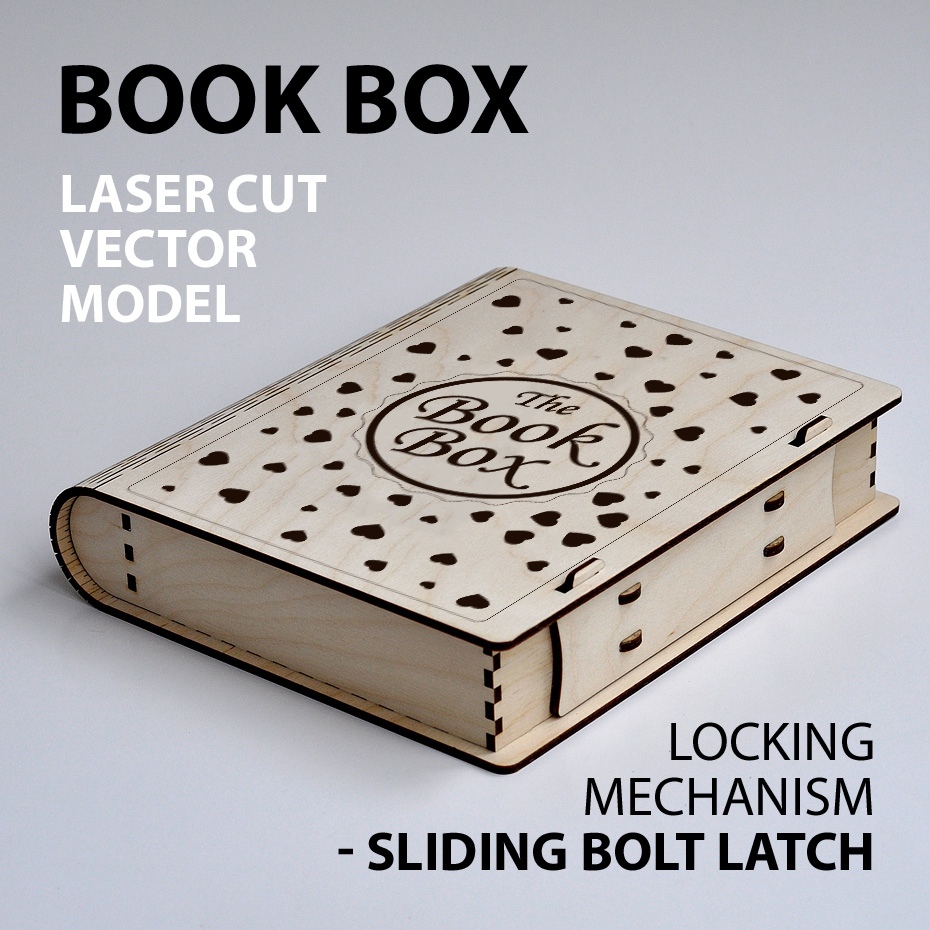 BOOK BOX
LASER CUT
VECTOR
MODEL
The
Book
Box
LOCKING
MECHANISM
- SLIDING BOLT LATCH